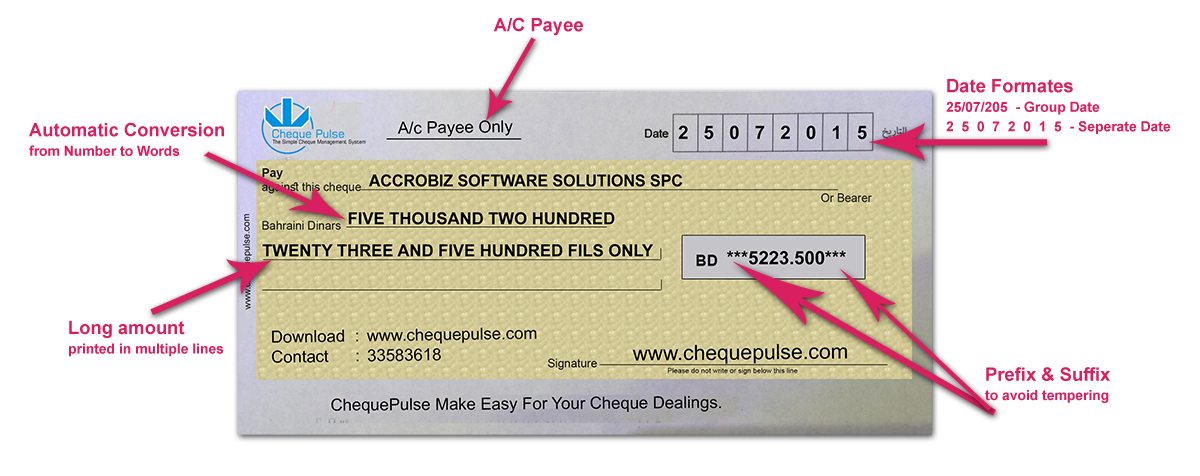 A/C Payee
Date Formates
25/07/205 - Group Date
2 5 0 7 2 0 1 5 - Seperate Date
Automatic Conversion
from Number to Words
Cheque Pulse
The Simple Cheque Management System
A/c Payee Only
Date 2 5 0 7 2 0 1 5 التاريخ
Pay
against this cheque ACCROBIZ SOFTWARE SOLUTIONS SPC
Or Bearer
Bahraini Dinars FIVE THOUSAND TWO HUNDRED
TWENTY THREE AND FIVE HUNDRED FILS ONLY
BD ***5223.500***
Long amount
printed in multiple lines
Download : www.chequepulse.com
Contact : 33583618
Signature www.chequepulse.com
Please do not write or sign below this line
Prefix & Suffix
to avoid tempering
ChequePulse Make Easy For Your Cheque Dealings.